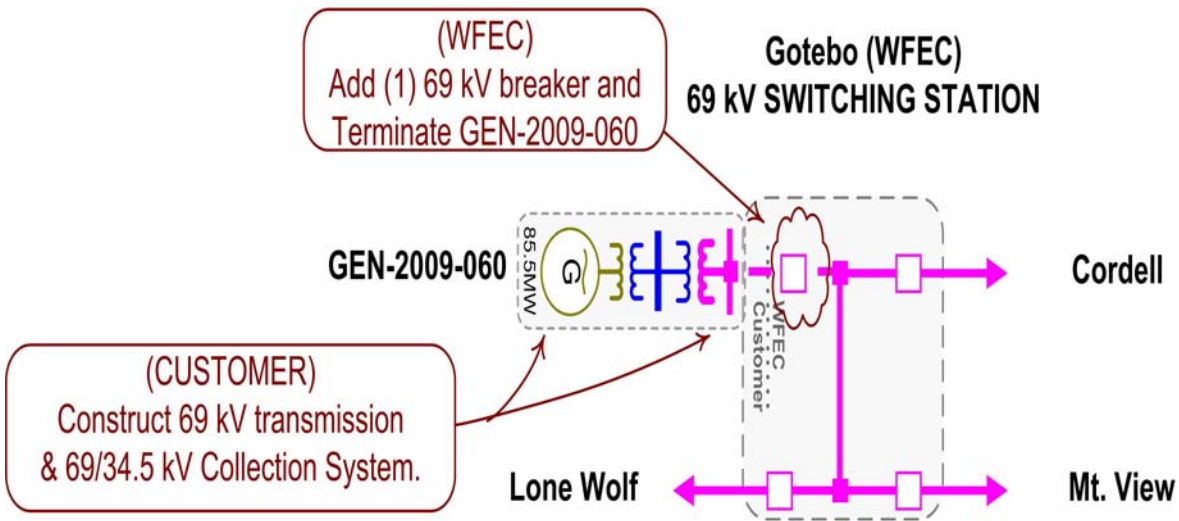 (WFEC)
Add (1) 69 kV breaker and
Terminate GEN-2009-060
Gotebo (WFEC)
69 kV SWITCHING STATION
GEN-2009-060
85.5MW
G
WFEC
Customer
Cordell
(CUSTOMER)
Construct 69 kV transmission
& 69/34.5 kV Collection System.
Lone Wolf
Mt. View